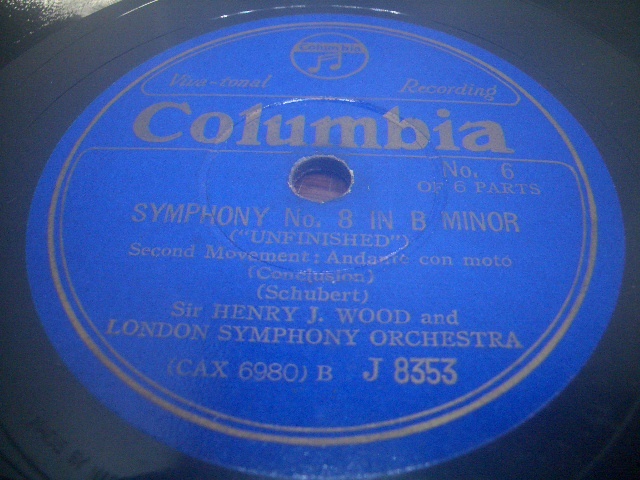 Columbia
Viva-tonal Recording
Columbia
No. 6
OF 6 PARTS
SYMPHONY No. 8 IN B MINOR
("UNFINISHED")
Second Movement: Andante con moto
(Conclusion)
(Schubert)
Sir HENRY J. WOOD and
LONDON SYMPHONY ORCHESTRA
(CAX 6980) B J 8353